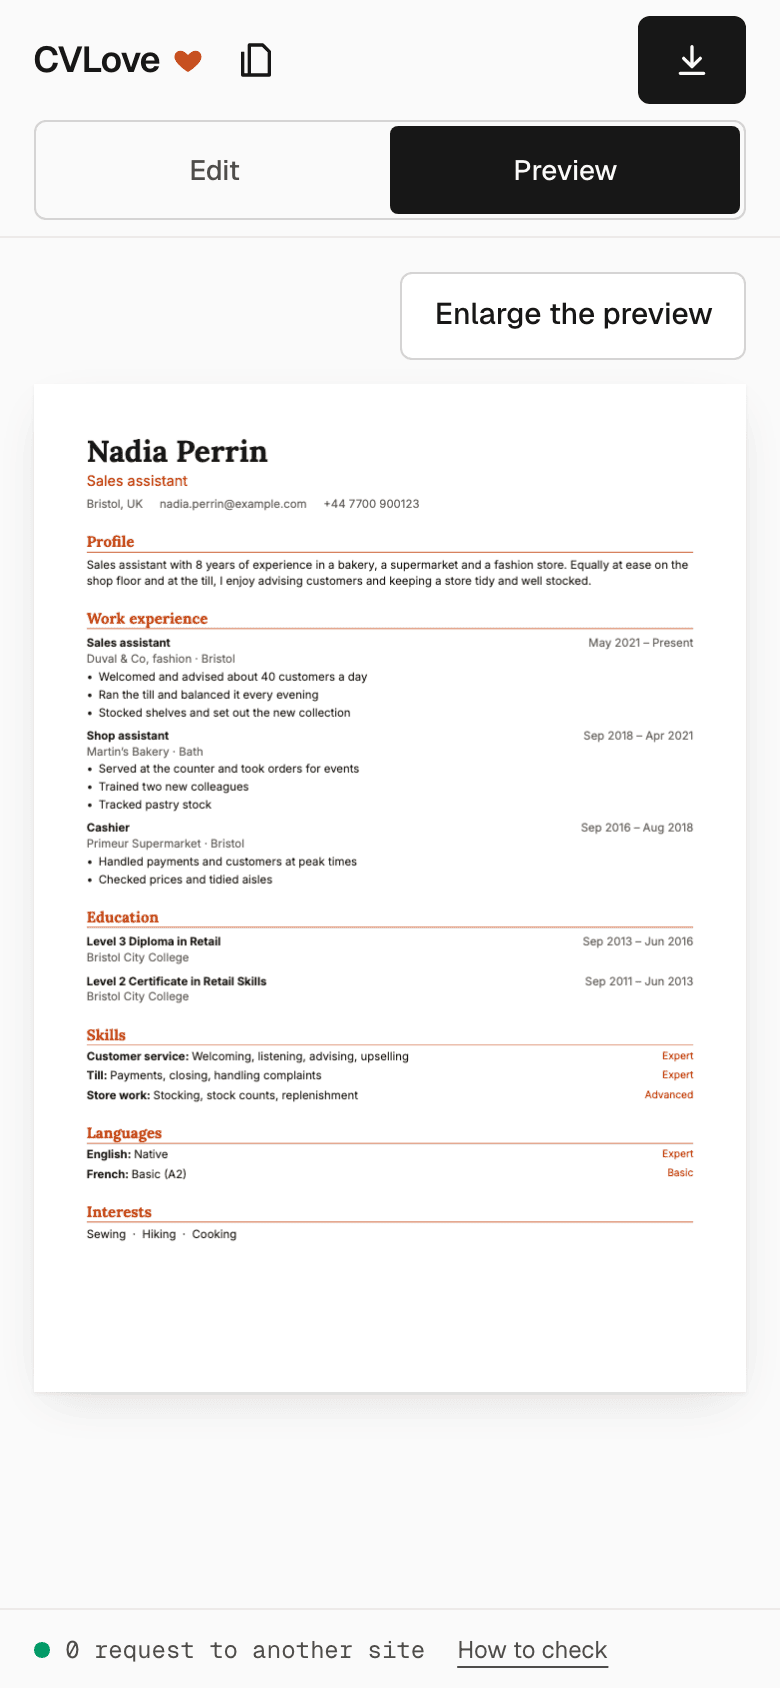 CVLove
Edit
Preview
Enlarge the preview
Nadia Perrin
Sales assistant
Bristol, UK nadia.perrin@example.com +44 7700 900123
Profile
Sales assistant with 8 years of experience in a bakery, a supermarket and a fashion store. Equally at ease on the
shop floor and at the till, I enjoy advising customers and keeping a store tidy and well stocked.
Work experience
Sales assistant May 2021 – Present
Duval & Co, fashion · Bristol
• Welcomed and advised about 40 customers a day
• Ran the till and balanced it every evening
• Stocked shelves and set out the new collection
Shop assistant Sep 2018 – Apr 2021
Martin's Bakery · Bath
• Served at the counter and took orders for events
• Trained two new colleagues
• Tracked pastry stock
Cashier Sep 2016 – Aug 2018
Primeur Supermarket · Bristol
• Handled payments and customers at peak times
• Checked prices and tidied aisles
Education
Level 3 Diploma in Retail Sep 2013 – Jun 2016
Bristol City College
Level 2 Certificate in Retail Skills Sep 2011 – Jun 2013
Bristol City College
Skills
Customer service: Welcoming, listening, advising, upselling Expert
Till: Payments, closing, handling complaints Expert
Store work: Stocking, stock counts, replenishment Advanced
Languages
English: Native Expert
French: Basic (A2) Basic
Interests
Sewing · Hiking · Cooking
0 request to another site How to check